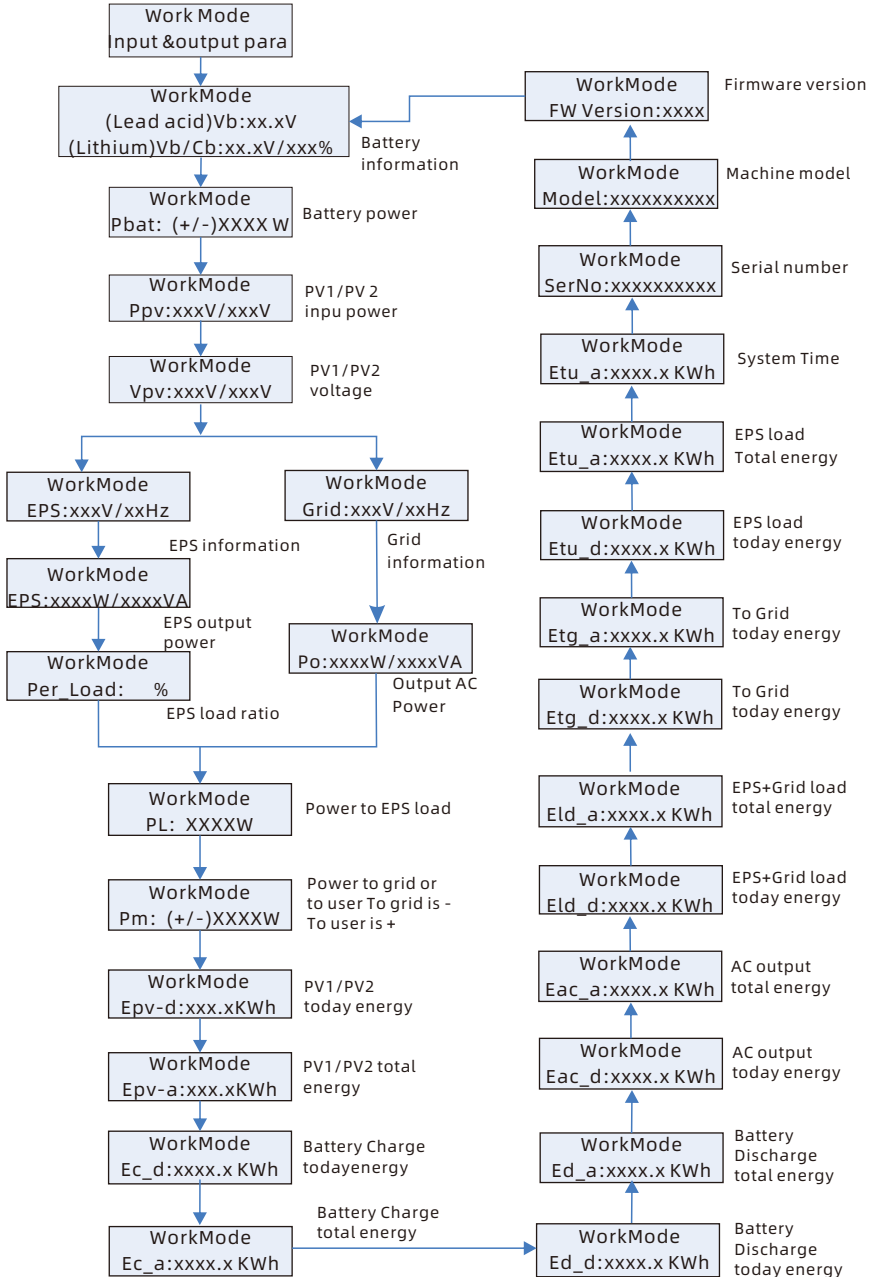 Work Mode
Input &output para
WorkMode
(Lead acid)Vb:xx.xV
(Lithium)Vb/Cb:xx.xV/xxx%
Battery
information
WorkMode
Pbat: (+/-)XXXX W
Battery power
WorkMode
Ppv:xxxV/xxxV
PV1/PV 2
inpu power
WorkMode
Vpv:xxxV/xxxV
PV1/PV2
voltage
WorkMode
EPS:xxxV/xxHz
EPS information
WorkMode
EPS:xxxxW/xxxxVA
EPS output
power
WorkMode
Per_Load: %
EPS load ratio
WorkMode
Grid:xxxV/xxHz
Grid
information
WorkMode
Po:xxxxW/xxxxVA
Output AC
Power
WorkMode
PL: XXXXW
Power to EPS load
WorkMode
Pm: (+/-)XXXXW
Power to grid or
to user To grid is -
To user is +
WorkMode
Epv-d:xxx.xKWh
PV1/PV2
today energy
WorkMode
Epv-a:xxx.xKWh
PV1/PV2 total
energy
WorkMode
Ec_d:xxxx.x KWh
Battery Charge
todayenergy
WorkMode
Ec_a:xxxx.x KWh
Battery Charge
total energy
WorkMode
Ed_d:xxxx.x KWh
Battery
Discharge
today energy
WorkMode
Ed_a:xxxx.x KWh
Battery
Discharge
total energy
WorkMode
Eac_d:xxxx.x KWh
AC output
today energy
WorkMode
Eac_a:xxxx.x KWh
AC output
total energy
WorkMode
Eld_d:xxxx.x KWh
EPS+Grid load
today energy
WorkMode
Eld_a:xxxx.x KWh
EPS+Grid load
total energy
WorkMode
Etg_d:xxxx.x KWh
To Grid
today energy
WorkMode
Etg_a:xxxx.x KWh
To Grid
today energy
WorkMode
Etu_d:xxxx.x KWh
EPS load
today energy
WorkMode
Etu_a:xxxx.x KWh
EPS load
Total energy
WorkMode
Etu_a:xxxx.x KWh
System Time
WorkMode
SerNo:xxxxxxxxxx
Serial number
WorkMode
Model:xxxxxxxxxx
Machine model
WorkMode
FW Version:xxxx
Firmware version